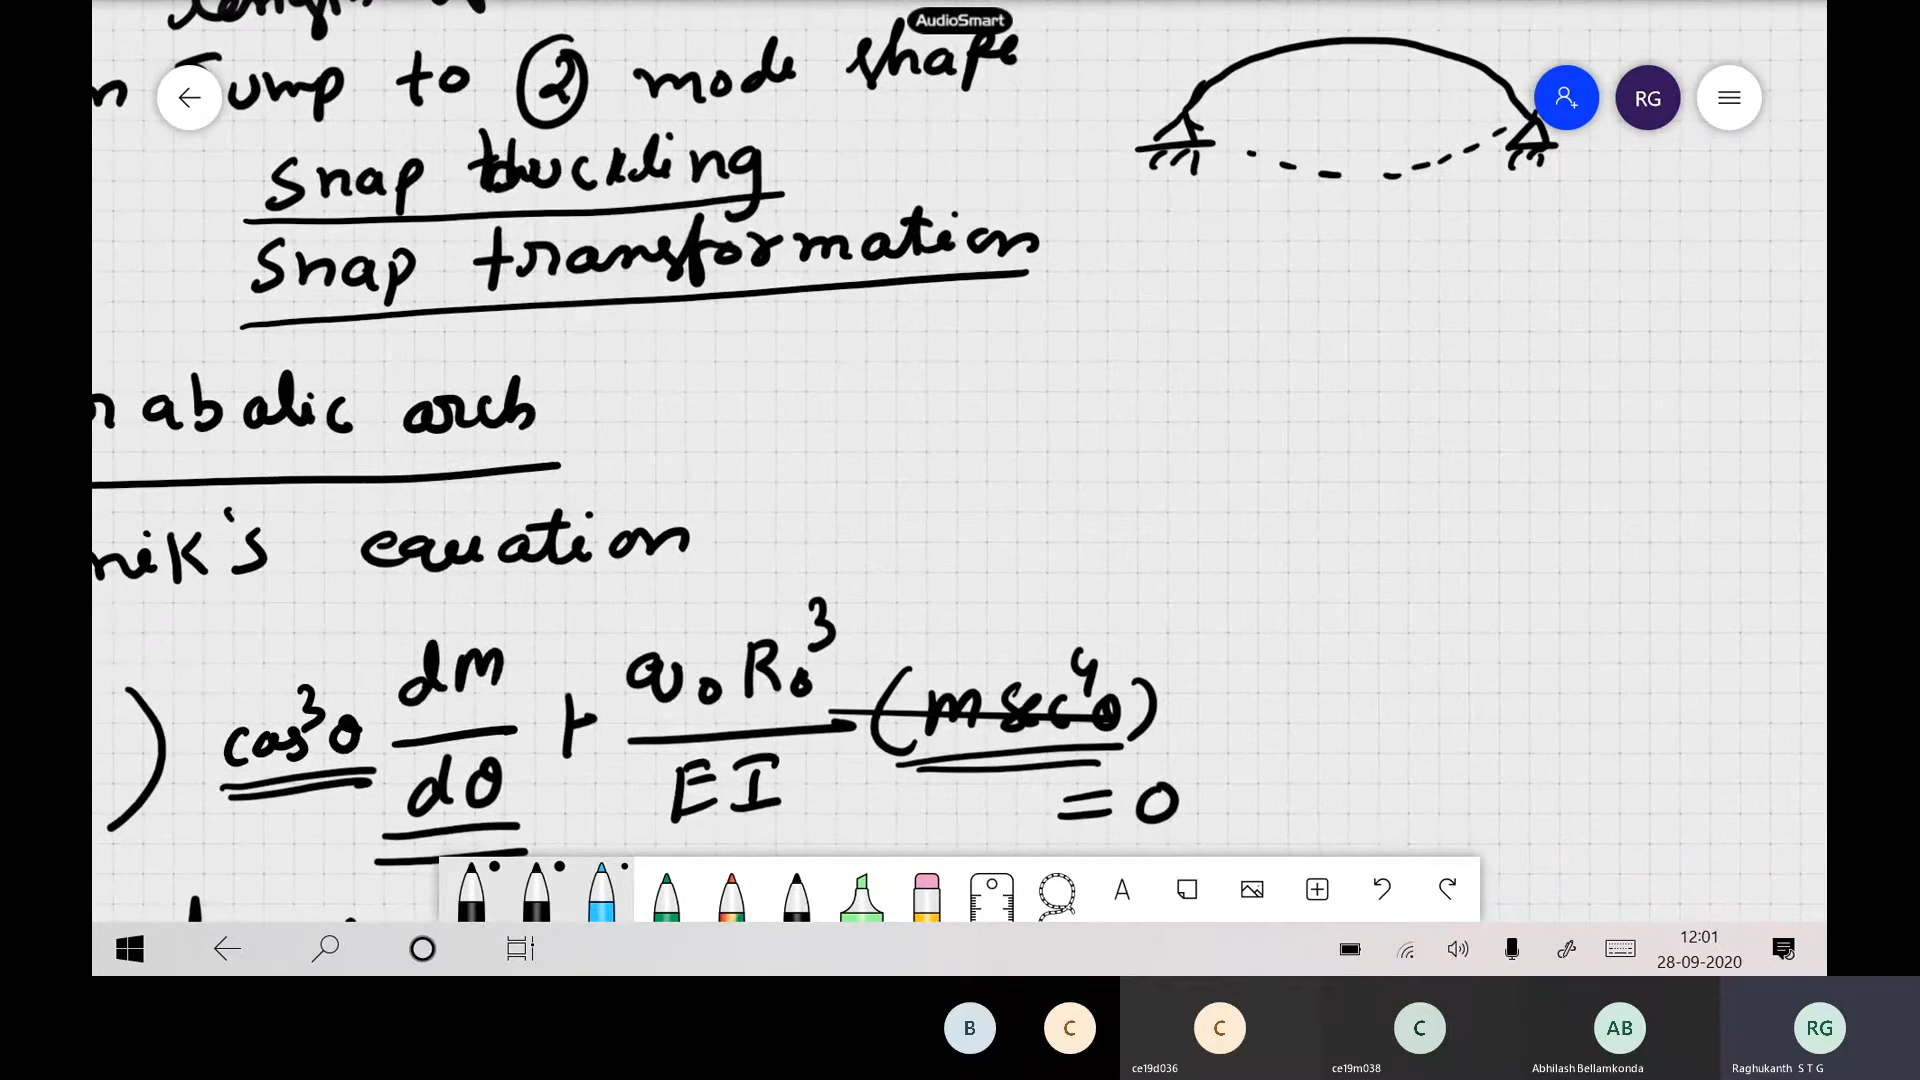 AudioSmart
Jump to ② mode shape
RG
snap buckling
snap transformation
abolic arch
nik's equation
) cos³θ dM/dθ + q₀R₀³/EI (m sec⁴θ)
= 0
A
12:01
28-09-2020
B
C
C
C
AB
RG
ce19d036
ce19m038
Abhilash Bellamkonda
Raghukanth S T G